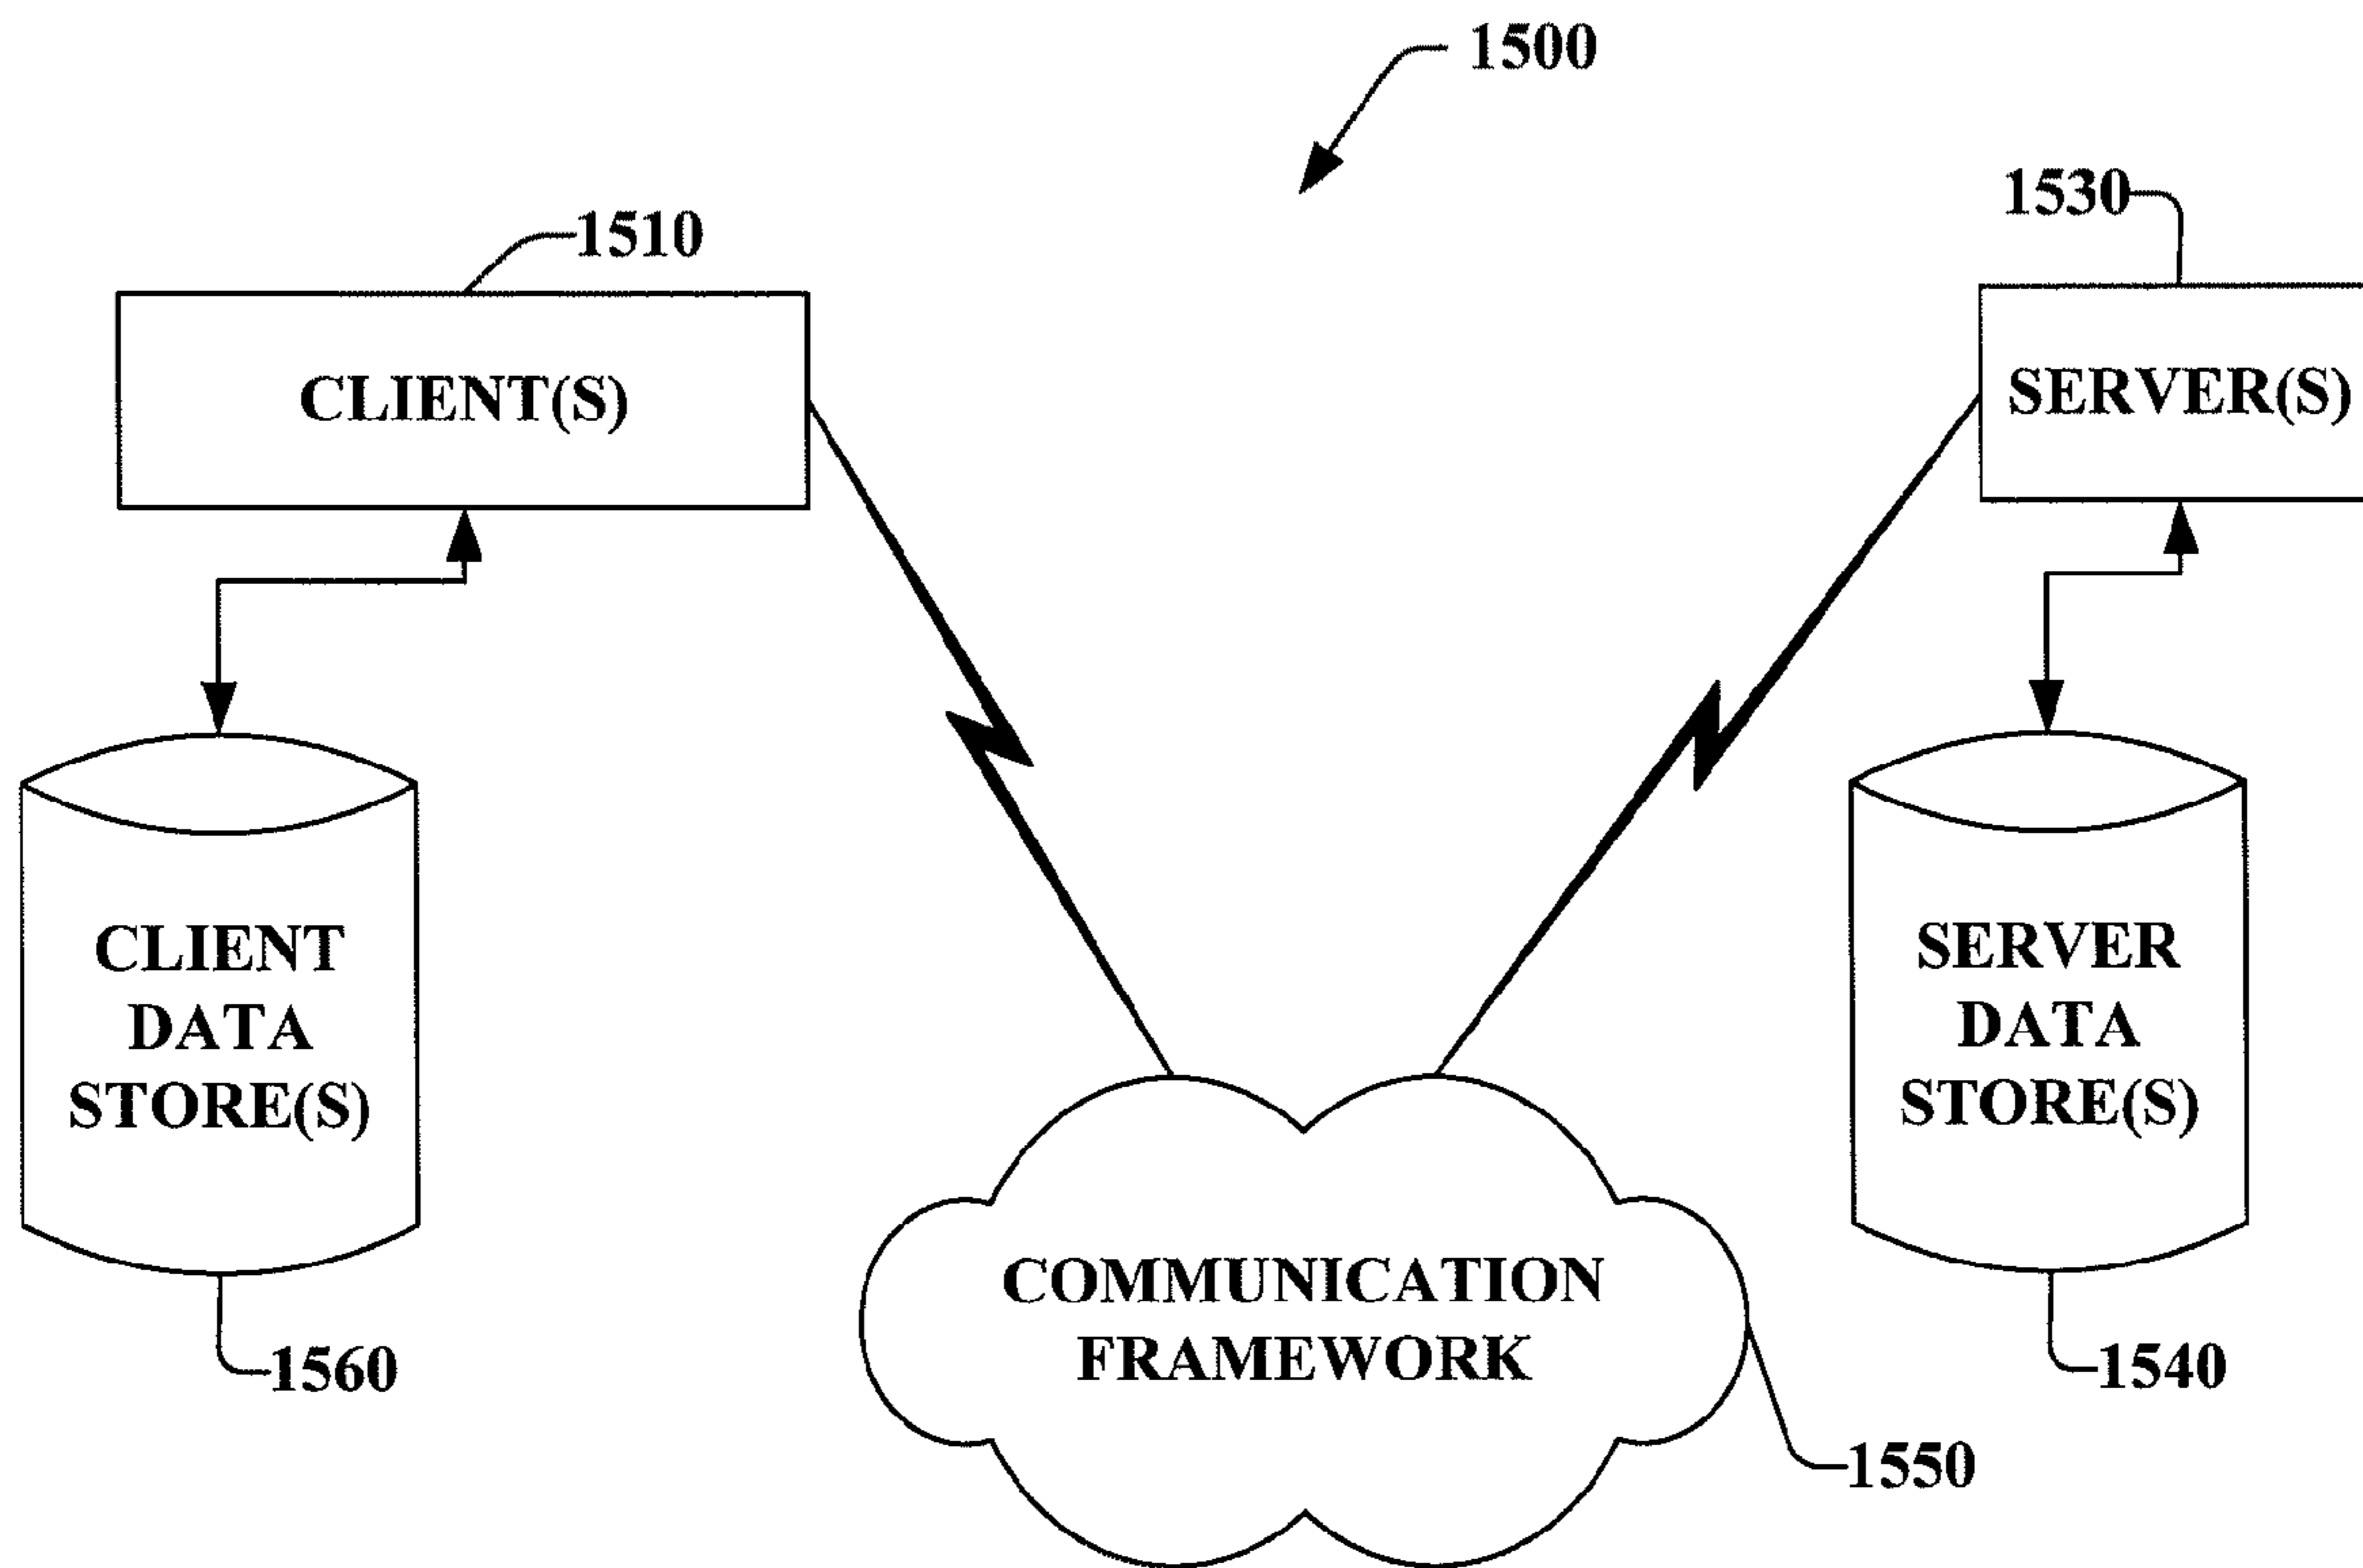 1500
1510
1530
CLIENT(S)
SERVER(S)
CLIENT
DATA
STORE(S)
SERVER
DATA
STORE(S)
COMMUNICATION
FRAMEWORK
1560
1540
1550